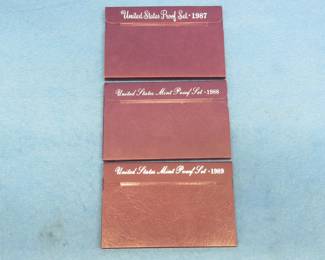 United States Proof Set · 1987
United States Mint Proof Set · 1988
United States Mint Proof Set · 1989